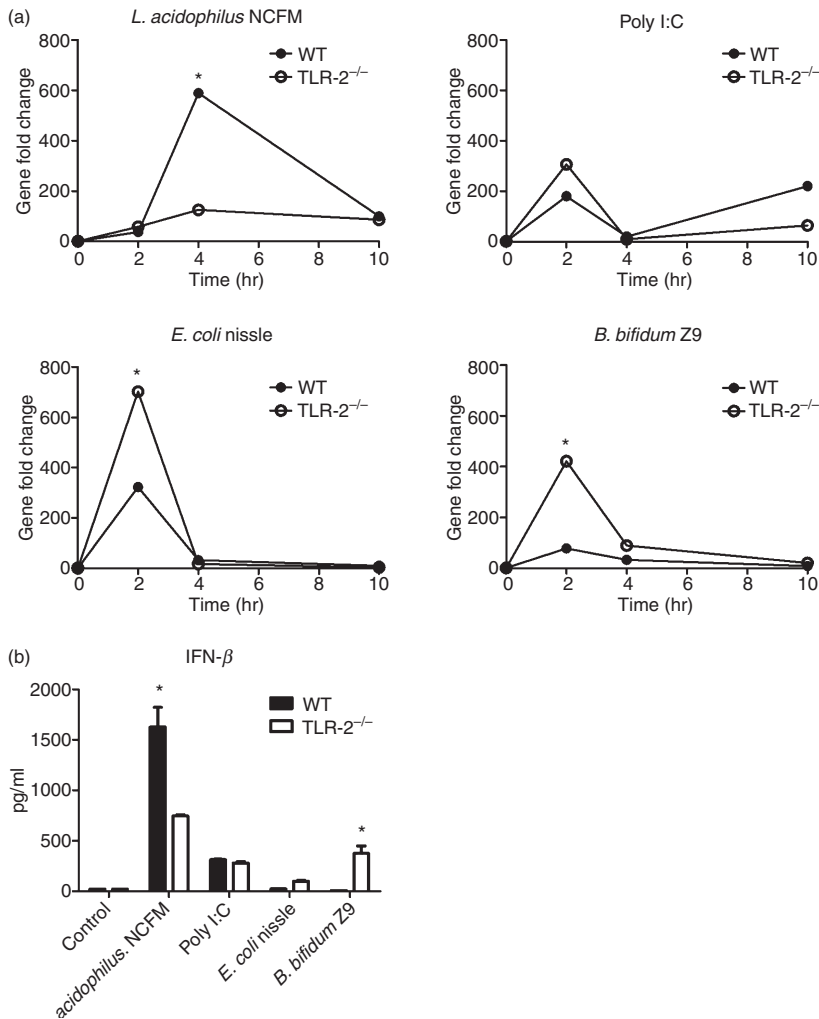 (a)
L. acidophilus NCFM
Gene fold change
800
600
400
200
0
*
WT
TLR-2−/−
0 2 4 6 8 10
Time (hr)
Poly I:C
Gene fold change
800
600
400
200
0
WT
TLR-2−/−
0 2 4 6 8 10
Time (hr)
E. coli nissle
Gene fold change
800
600
400
200
0
*
WT
TLR-2−/−
0 2 4 6 8 10
Time (hr)
B. bifidum Z9
Gene fold change
800
600
400
200
0
*
WT
TLR-2−/−
0 2 4 6 8 10
Time (hr)
(b)
IFN-β
pg/ml
2000
1500
1000
500
0
*
*
WT
TLR-2−/−
Control
acidophilus. NCFM
Poly I:C
E. coli nissle
B. bifidum Z9